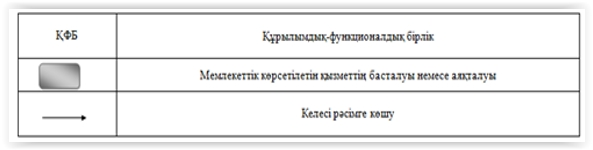 ҚФБ Құрылымдық-функционалдық бірлік
Мемлекеттік көрсетілетін қызметтің басталуы немесе аяқталуы
Келесі рәсімге көшу